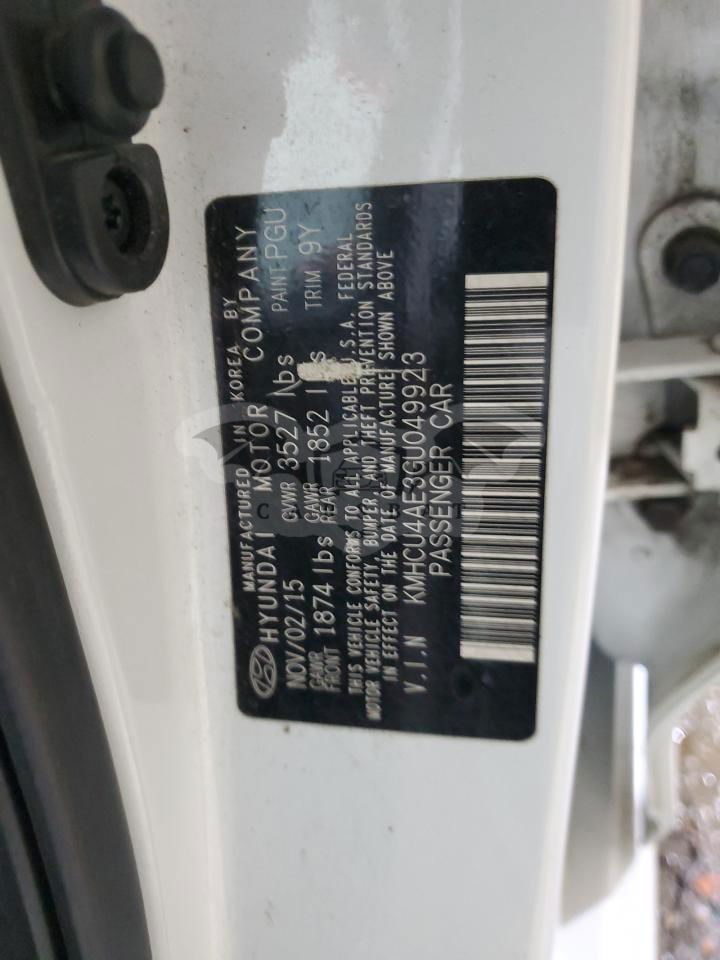 MANUFACTURED IN KOREA BY
HYUNDAI MOTOR COMPANY
NOV/02/15 GVWR 3527 lbs PAINT-PGU
GAWR FRONT 1874 lbs GAWR REAR 1852 TRIM 9Y
THIS VEHICLE CONFORMS TO ALL APPLICABLE U.S.A. FEDERAL
MOTOR VEHICLE SAFETY, BUMPER, AND THEFT PREVENTION STANDARDS
IN EFFECT ON THE DATE OF MANUFACTURE SHOWN ABOVE
V.I.N KMHCU4AE3GU049923
PASSENGER CAR